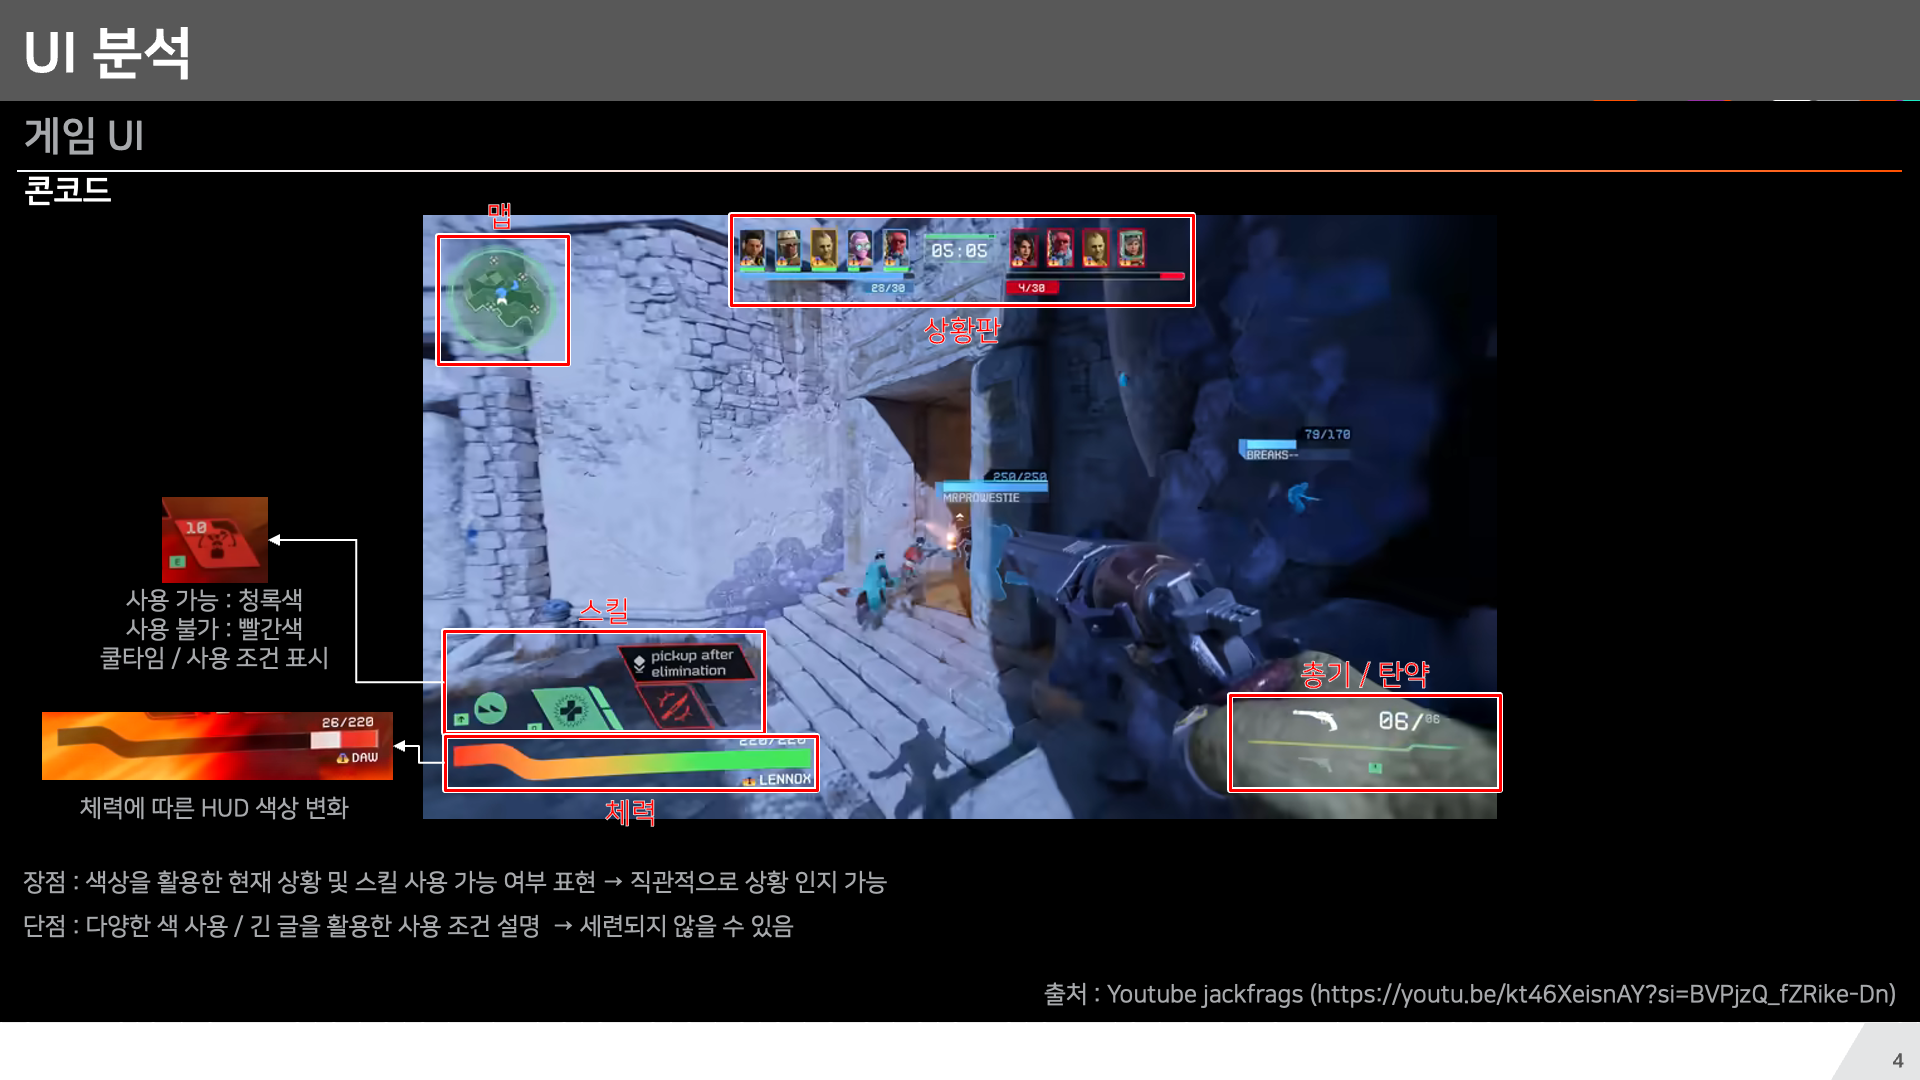 UI 분석
게임 UI
콘코드
맵
05:05
28/30
4/30
상황판
79/170
BREAKS--
250/250
MRPROWESTIE
10
E
사용 가능 : 청록색
사용 불가 : 빨간색
쿨타임 / 사용 조건 표시
스킬
pickup after
elimination
총기 / 탄약
06/06
26/220
DAW
220/220
LENNOX
체력에 따른 HUD 색상 변화
체력
장점 : 색상을 활용한 현재 상황 및 스킬 사용 가능 여부 표현 → 직관적으로 상황 인지 가능
단점 : 다양한 색 사용 / 긴 글을 활용한 사용 조건 설명 → 세련되지 않을 수 있음
출처 : Youtube jackfrags (https://youtu.be/kt46XeisnAY?si=BVPjzQ_fZRike-Dn)
4